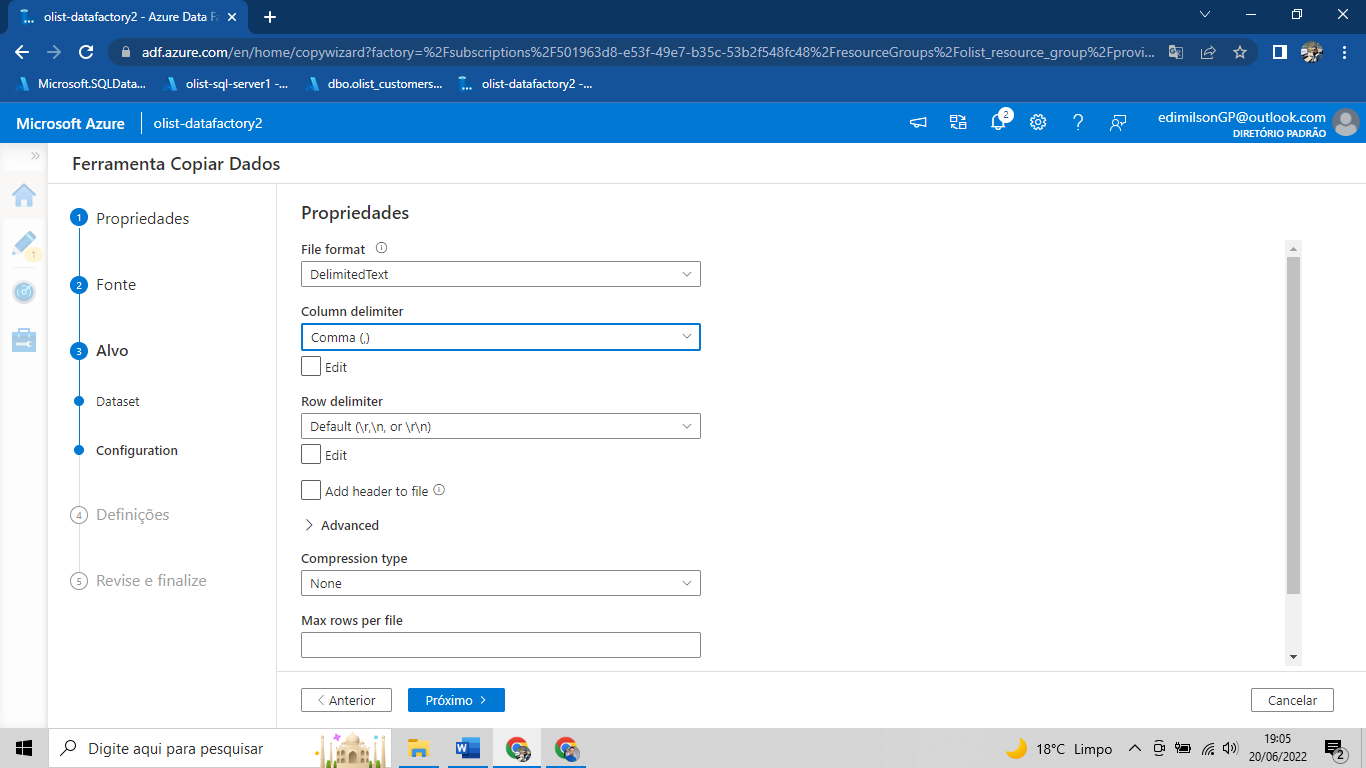 olist-datafactory2 - Azure Data F
adf.azure.com/en/home/copywizard?factory=%2Fsubscriptions%2F501963d8-e53f-49e7-b35c-53b2f548fc48%2FresourceGroups%2Folist_resource_group%2Fprovi...
Microsoft.SQLData... olist-sql-server1 -... dbo.olist_customers... olist-datafactory2 -...
Microsoft Azure olist-datafactory2 2 edimilsonGP@outlook.com
DIRETÓRIO PADRÃO
Ferramenta Copiar Dados
1 Propriedades
2 Fonte
3 Alvo
Dataset
Configuration
4 Definições
5 Revise e finalize
1
Propriedades
File format
DelimitedText
Column delimiter
Comma (,)
Edit
Row delimiter
Default (\r,\n, or \r\n)
Edit
Add header to file
Advanced
Compression type
None
Max rows per file
Anterior Próximo Cancelar
Digite aqui para pesquisar
18°C Limpo
19:05
20/06/2022
2